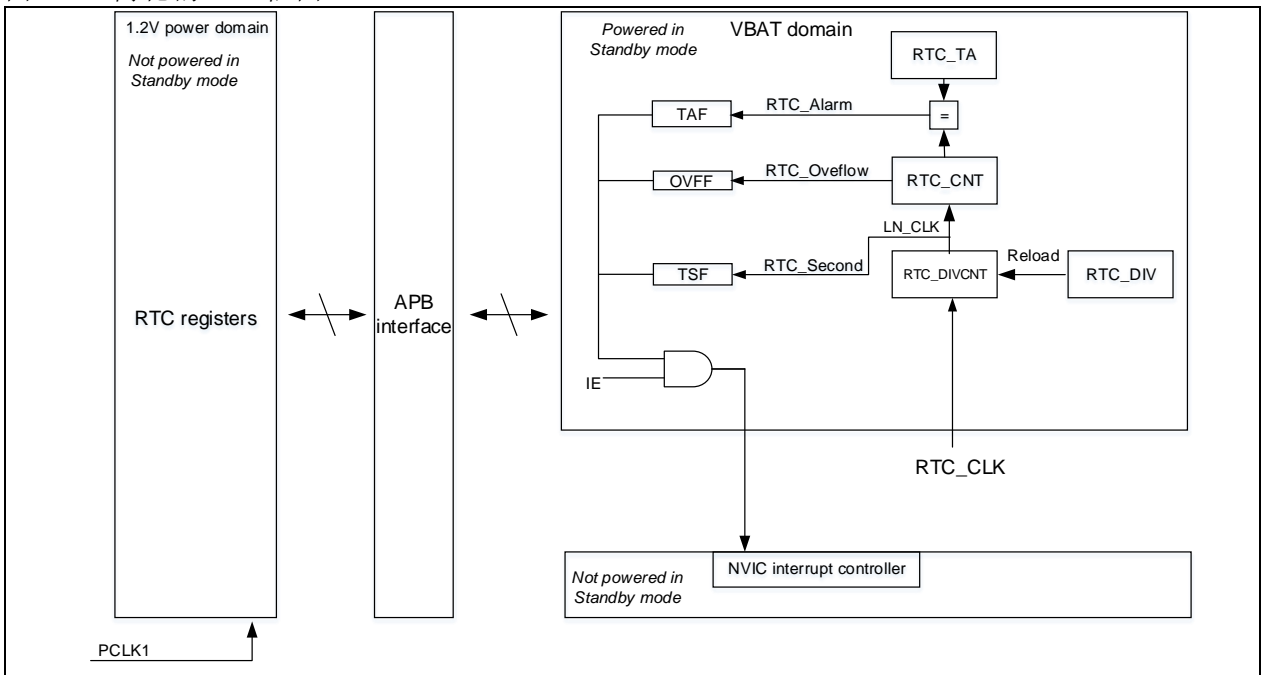 1.2V power domain
Not powered in
Standby mode
RTC registers
PCLK1
APB
interface
Powered in
Standby mode
VBAT domain
RTC_TA
TAF
RTC_Alarm
=
OVFF
RTC_Oveflow
RTC_CNT
LN_CLK
TSF
RTC_Second
RTC_DIVCNT
Reload
RTC_DIV
IE
RTC_CLK
Not powered in
Standby mode
NVIC interrupt controller